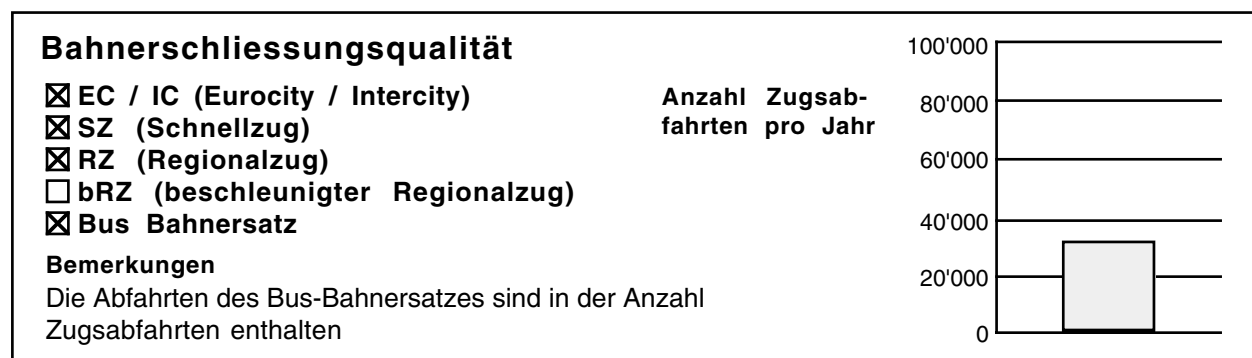 Bahnerschliessungsqualität
☒ EC / IC (Eurocity / Intercity)
☒ SZ (Schnellzug)
☒ RZ (Regionalzug)
☐ bRZ (beschleunigter Regionalzug)
☒ Bus Bahnersatz
Bemerkungen
Die Abfahrten des Bus-Bahnersatzes sind in der Anzahl
Zugsabfahrten enthalten
Anzahl Zugsab-
fahrten pro Jahr
100'000
80'000
60'000
40'000
20'000
0